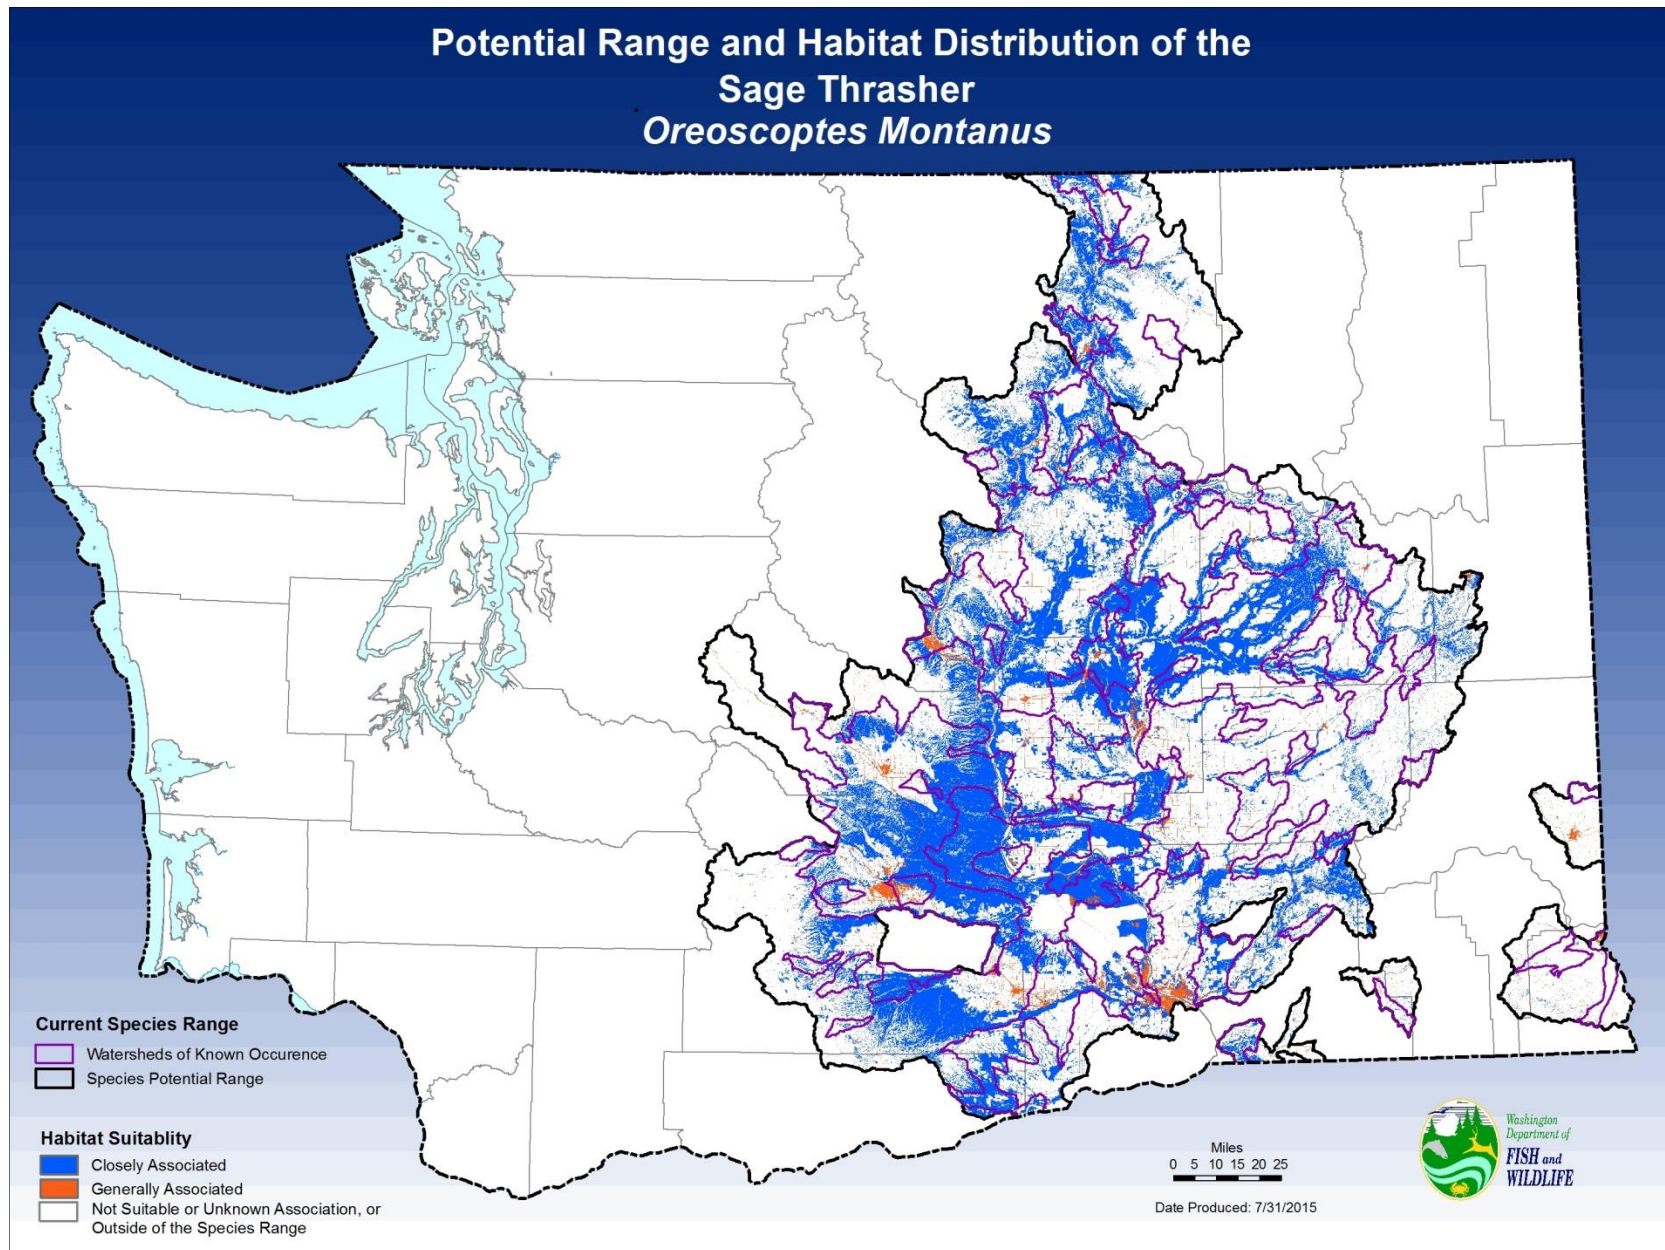 Potential Range and Habitat Distribution of the
Sage Thrasher
Oreoscoptes Montanus
Current Species Range
Watersheds of Known Occurence
Species Potential Range
Habitat Suitablity
Closely Associated
Generally Associated
Not Suitable or Unknown Association, or
Outside of the Species Range
Miles
0 5 10 15 20 25
Date Produced: 7/31/2015
Washington
Department of
FISH and
WILDLIFE